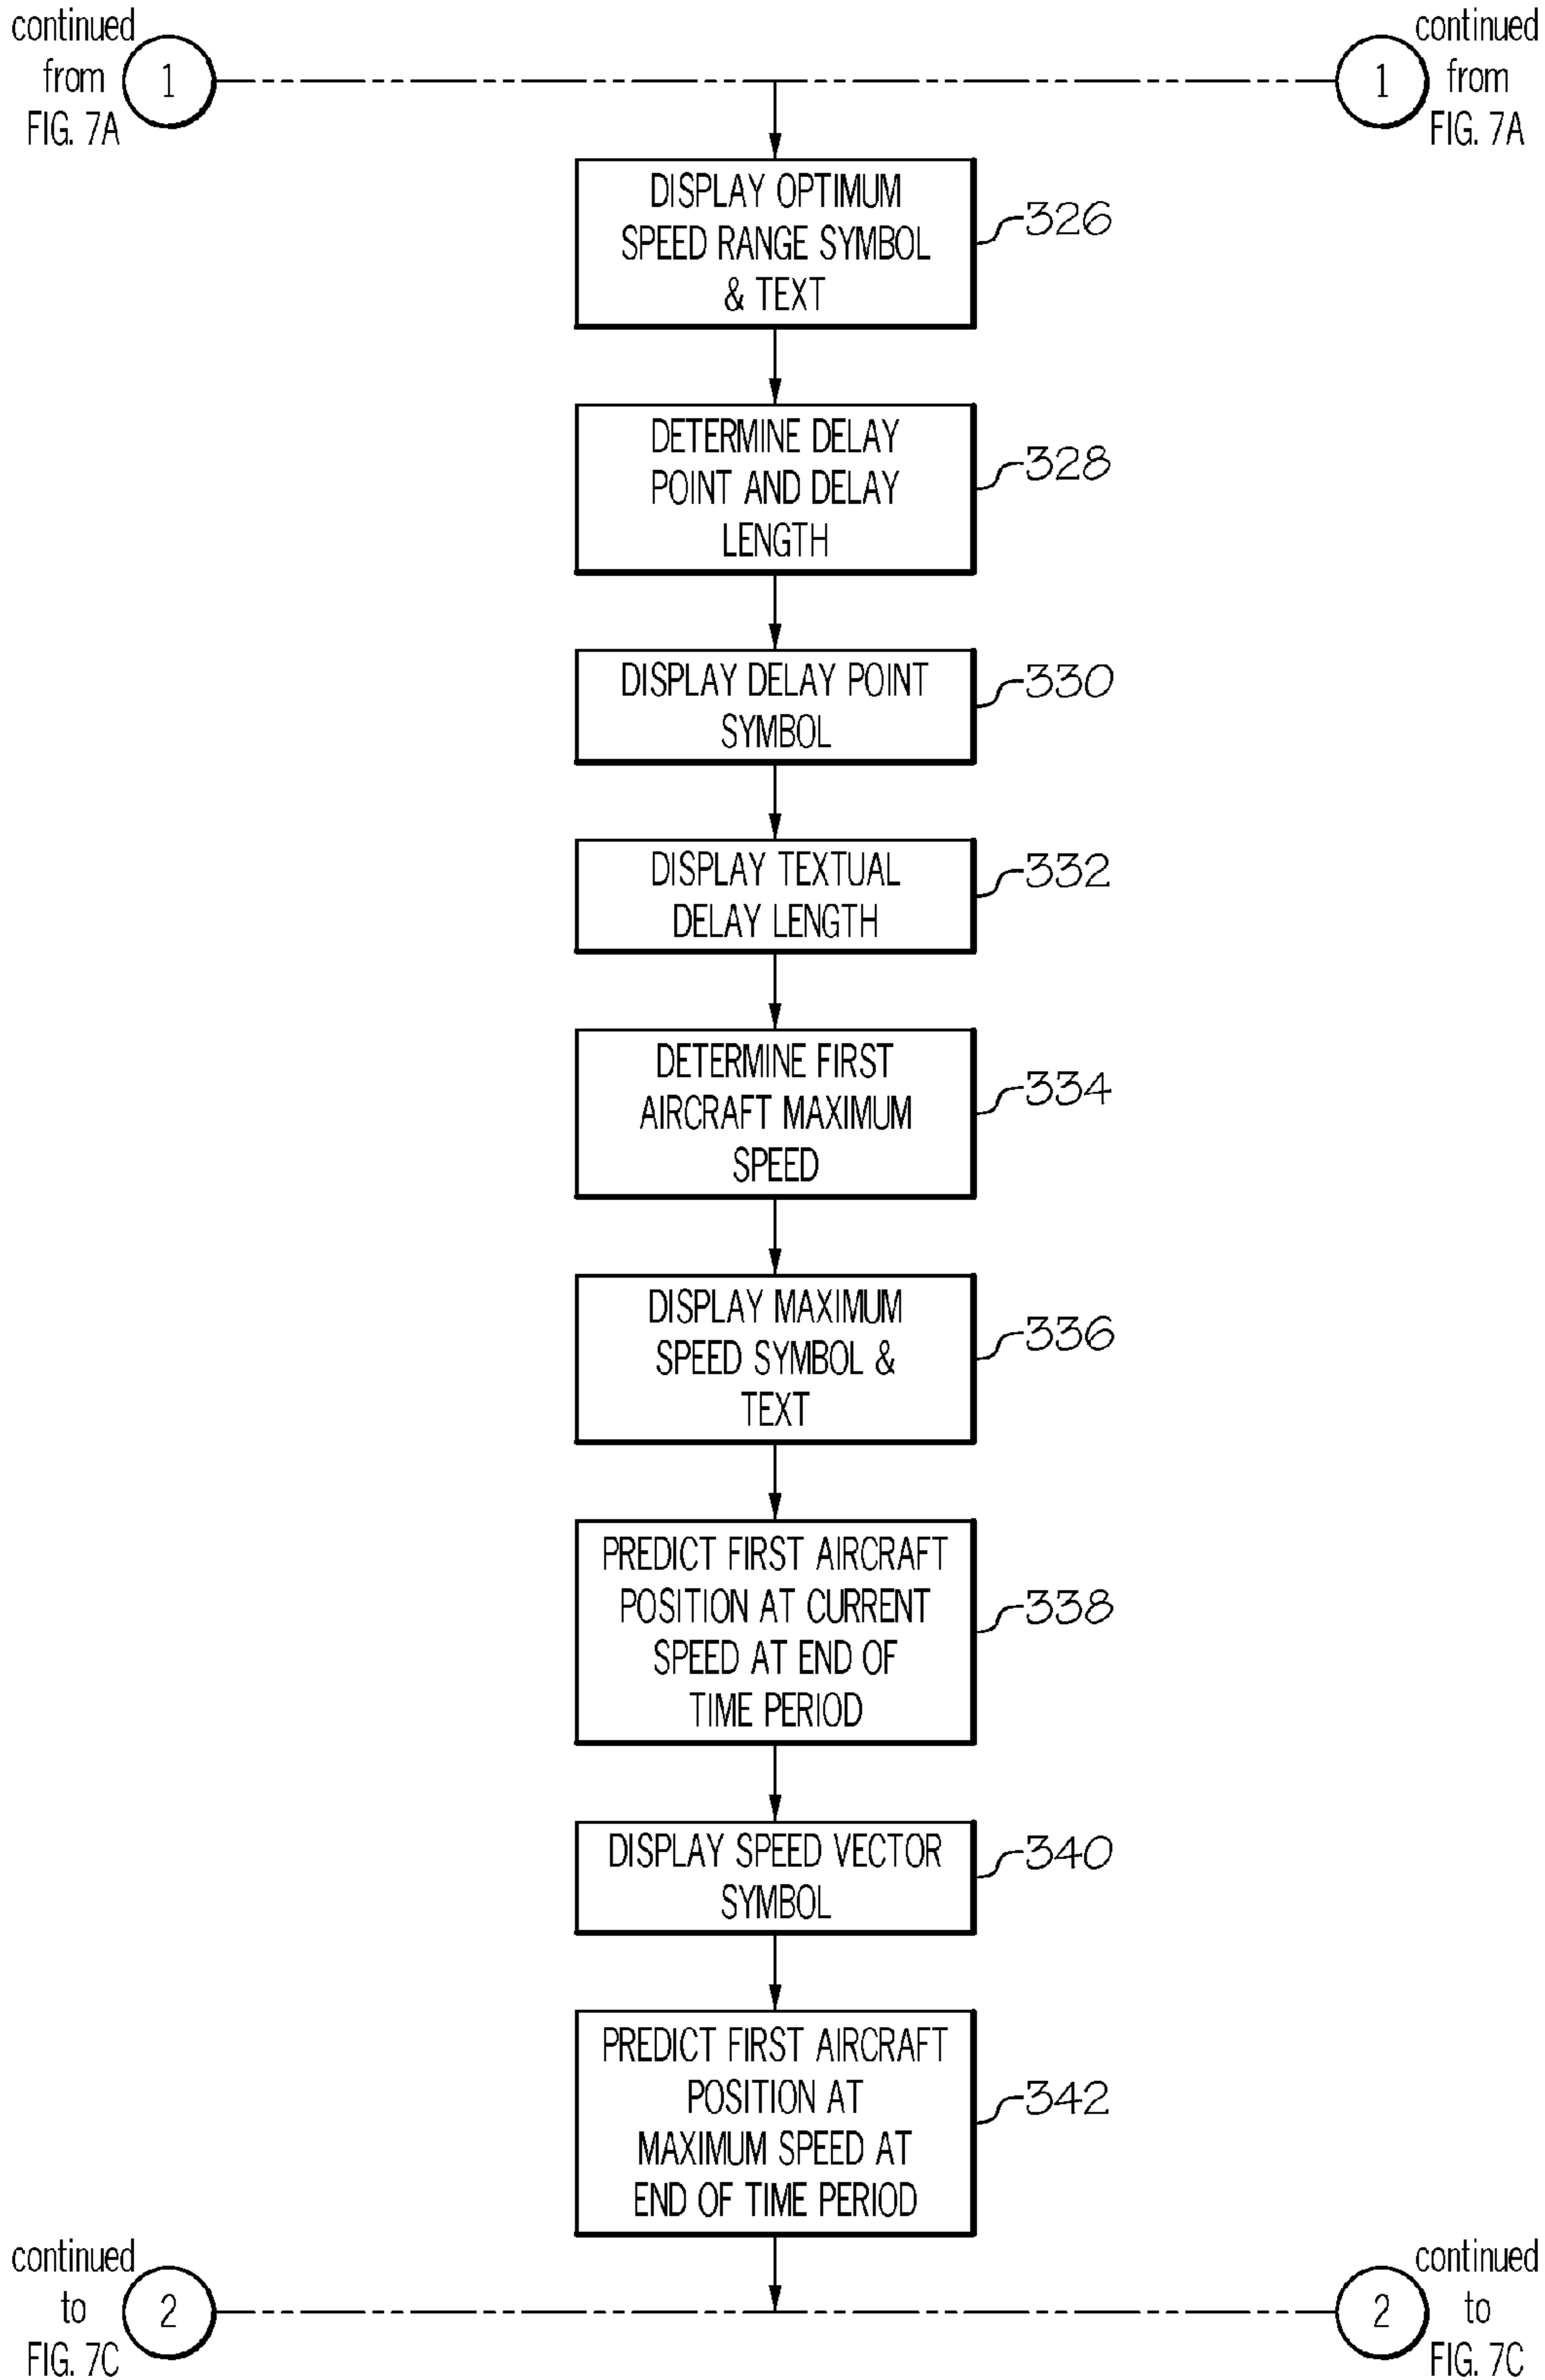 continued
from
FIG. 7A
1
1
continued
from
FIG. 7A
DISPLAY OPTIMUM
SPEED RANGE SYMBOL
& TEXT
326
DETERMINE DELAY
POINT AND DELAY
LENGTH
328
DISPLAY DELAY POINT
SYMBOL
330
DISPLAY TEXTUAL
DELAY LENGTH
332
DETERMINE FIRST
AIRCRAFT MAXIMUM
SPEED
334
DISPLAY MAXIMUM
SPEED SYMBOL &
TEXT
336
PREDICT FIRST AIRCRAFT
POSITION AT CURRENT
SPEED AT END OF
TIME PERIOD
338
DISPLAY SPEED VECTOR
SYMBOL
340
PREDICT FIRST AIRCRAFT
POSITION AT
MAXIMUM SPEED AT
END OF TIME PERIOD
342
continued
to
FIG. 7C
2
2
continued
to
FIG. 7C